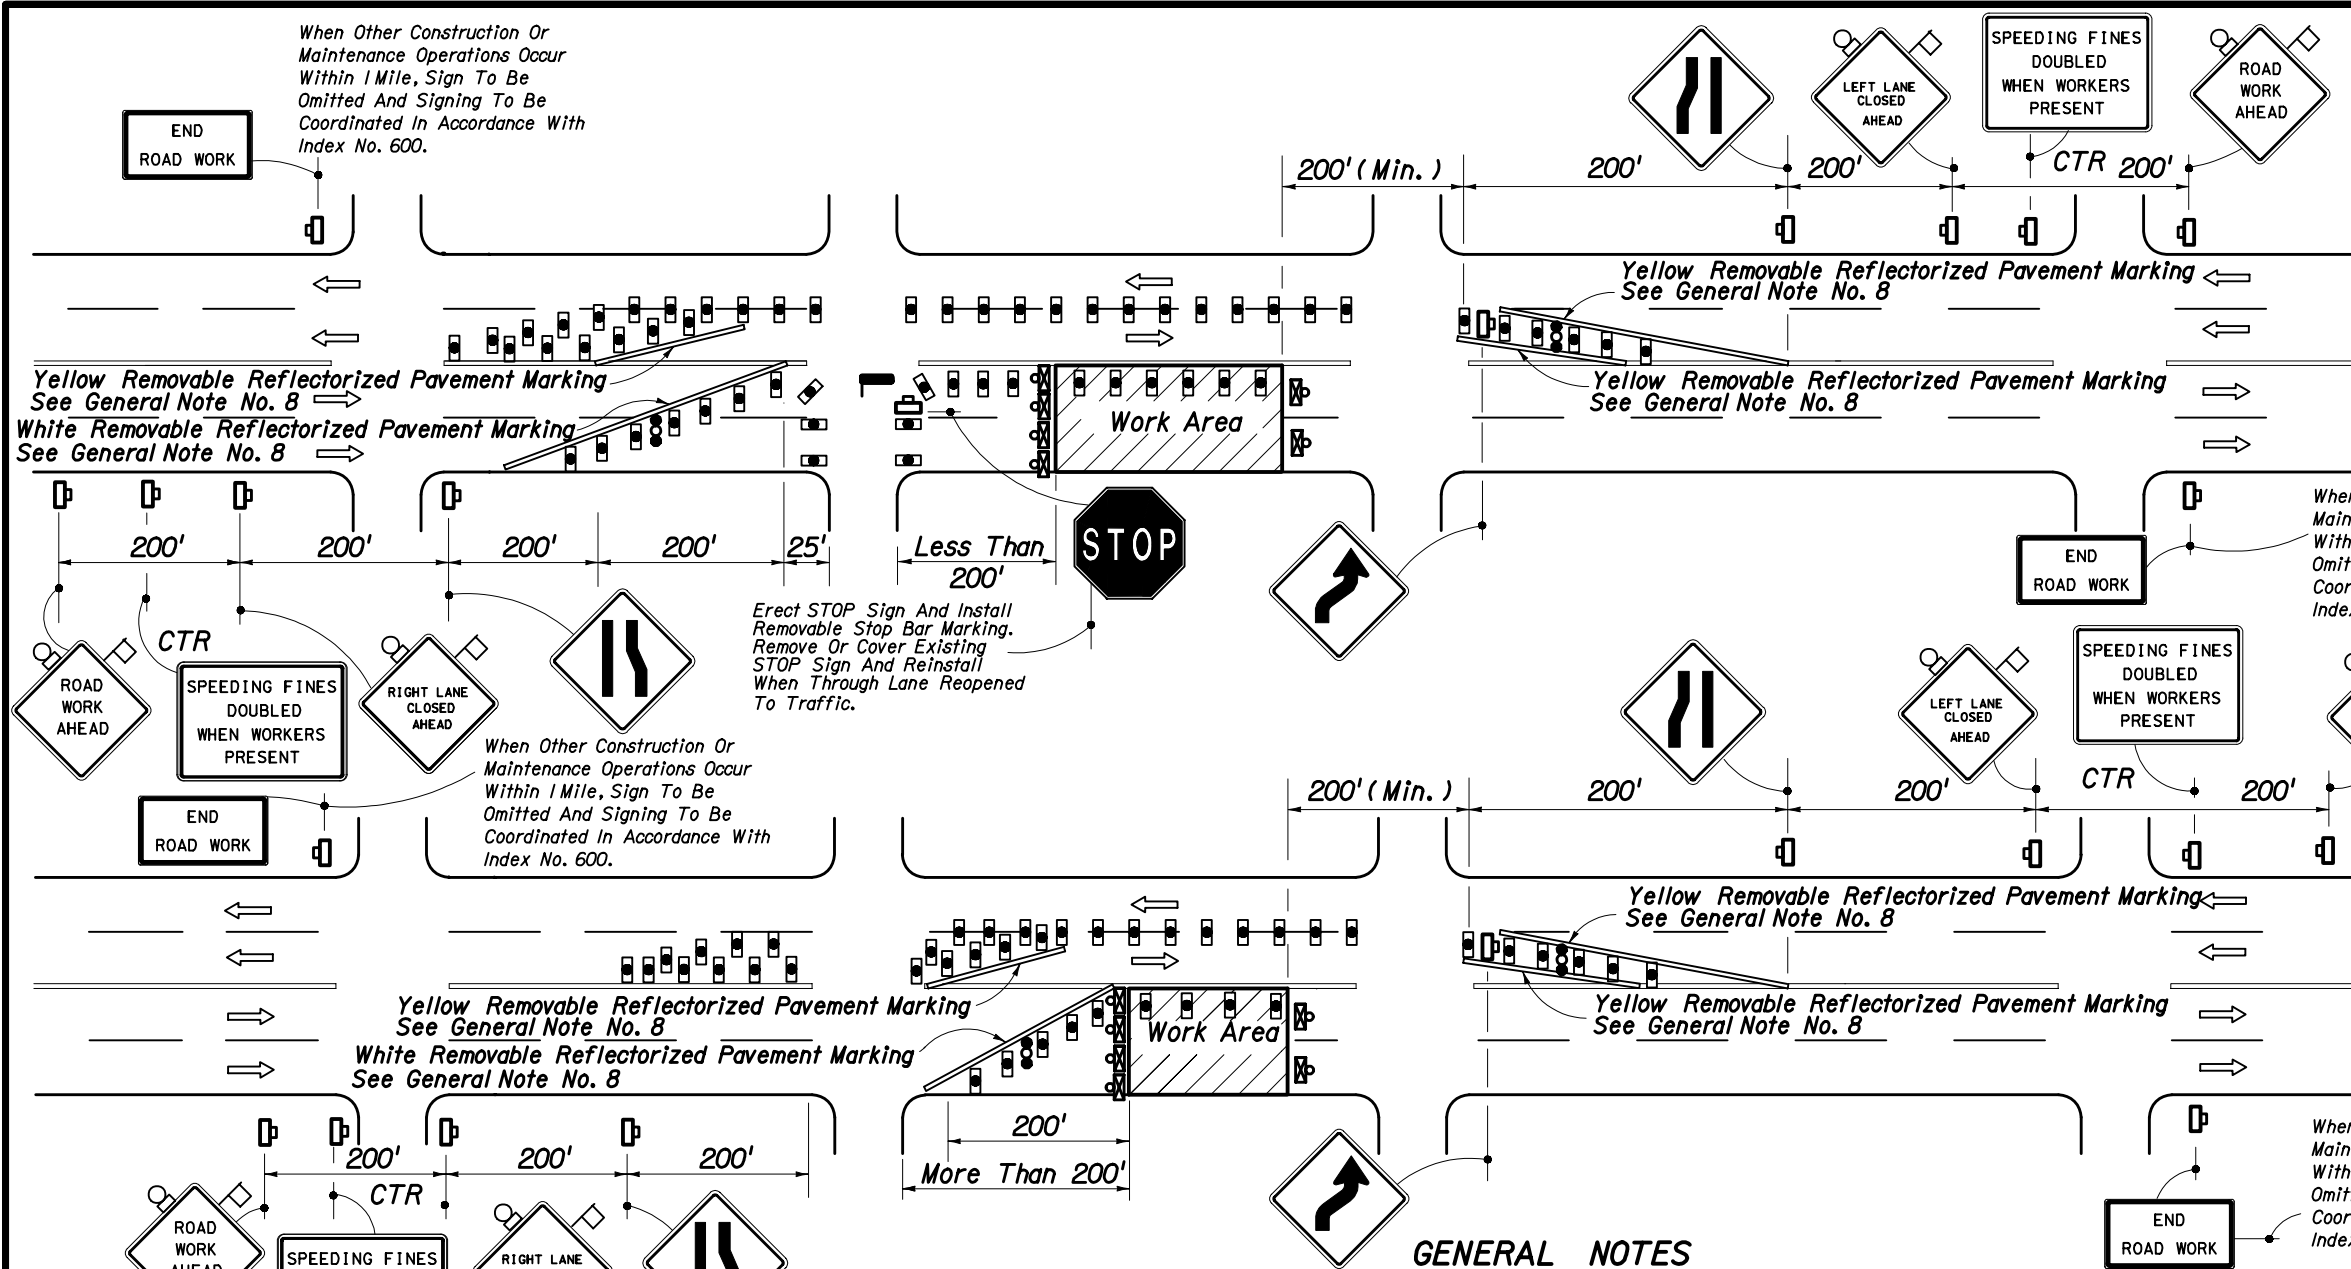 When Other Construction Or
Maintenance Operations Occur
Within 1 Mile, Sign To Be
Omitted And Signing To Be
Coordinated In Accordance With
Index No. 600.
END
ROAD WORK
LEFT LANE
CLOSED
AHEAD
SPEEDING FINES
DOUBLED
WHEN WORKERS
PRESENT
ROAD
WORK
AHEAD
200' (Min.)
200'
200'
CTR
200'
Yellow Removable Reflectorized Pavement Marking
See General Note No. 8
Yellow Removable Reflectorized Pavement Marking
See General Note No. 8
White Removable Reflectorized Pavement Marking
See General Note No. 8
Work Area
Yellow Removable Reflectorized Pavement Marking
See General Note No. 8
200'
200'
200'
200'
25'
Less Than
200'
STOP
Erect STOP Sign And Install
Removable Stop Bar Marking.
Remove Or Cover Existing
STOP Sign And Reinstall
When Through Lane Reopened
To Traffic.
END
ROAD WORK
ROAD
WORK
AHEAD
CTR
SPEEDING FINES
DOUBLED
WHEN WORKERS
PRESENT
RIGHT LANE
CLOSED
AHEAD
When Other Construction Or
Maintenance Operations Occur
Within 1 Mile, Sign To Be
Omitted And Signing To Be
Coordinated In Accordance With
Index No. 600.
END
ROAD WORK
LEFT LANE
CLOSED
AHEAD
SPEEDING FINES
DOUBLED
WHEN WORKERS
PRESENT
200' (Min.)
200'
200'
CTR
200'
Yellow Removable Reflectorized Pavement Marking
See General Note No. 8
Yellow Removable Reflectorized Pavement Marking
See General Note No. 8
White Removable Reflectorized Pavement Marking
See General Note No. 8
Work Area
Yellow Removable Reflectorized Pavement Marking
See General Note No. 8
200'
More Than 200'
200'
200'
200'
CTR
ROAD
WORK
AHEAD
SPEEDING FINES
RIGHT LANE
END
ROAD WORK
GENERAL NOTES